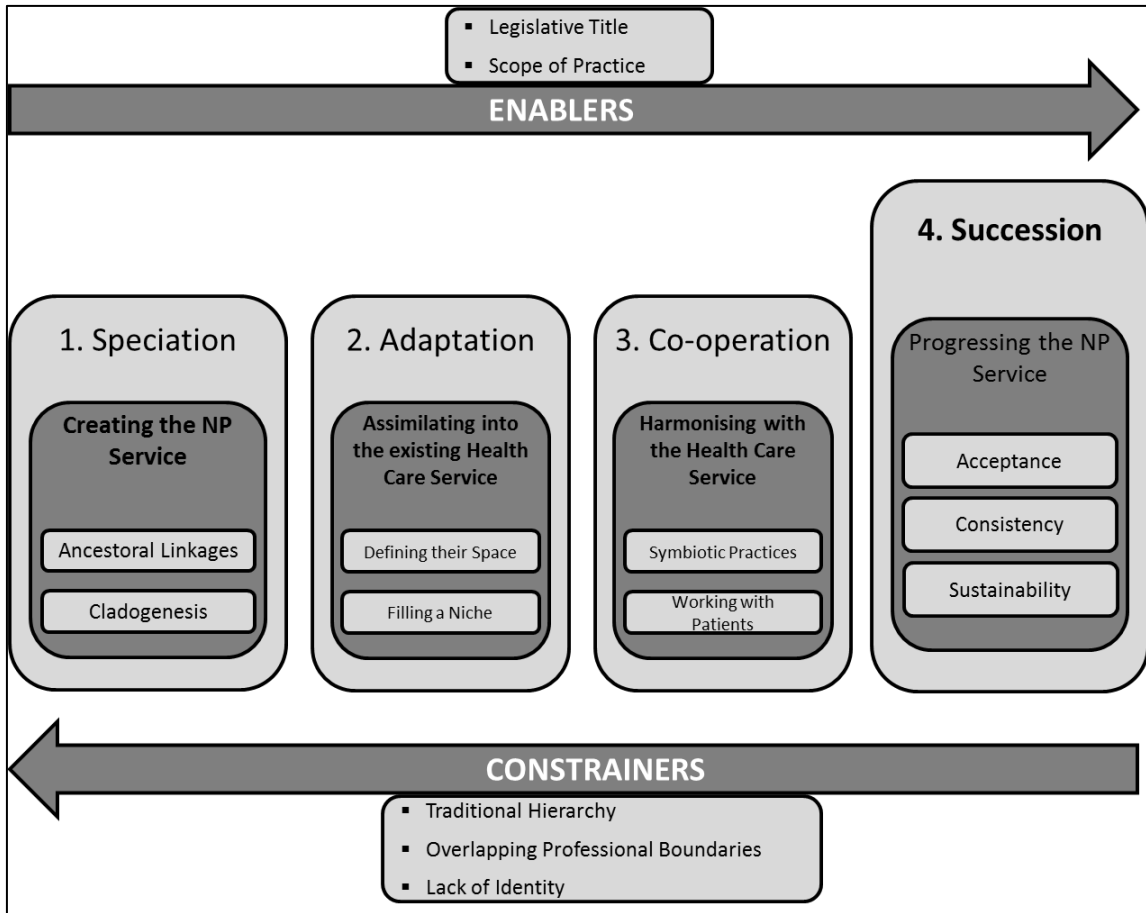 ▪ Legislative Title
▪ Scope of Practice
ENABLERS
1. Speciation
Creating the NP
Service
Ancestoral Linkages
Cladogenesis
2. Adaptation
Assimilating into
the existing Health
Care Service
Defining their Space
Filling a Niche
3. Co-operation
Harmonising with
the Health Care
Service
Symbiotic Practices
Working with
Patients
4. Succession
Progressing the NP
Service
Acceptance
Consistency
Sustainability
CONSTRAINERS
▪ Traditional Hierarchy
▪ Overlapping Professional Boundaries
▪ Lack of Identity